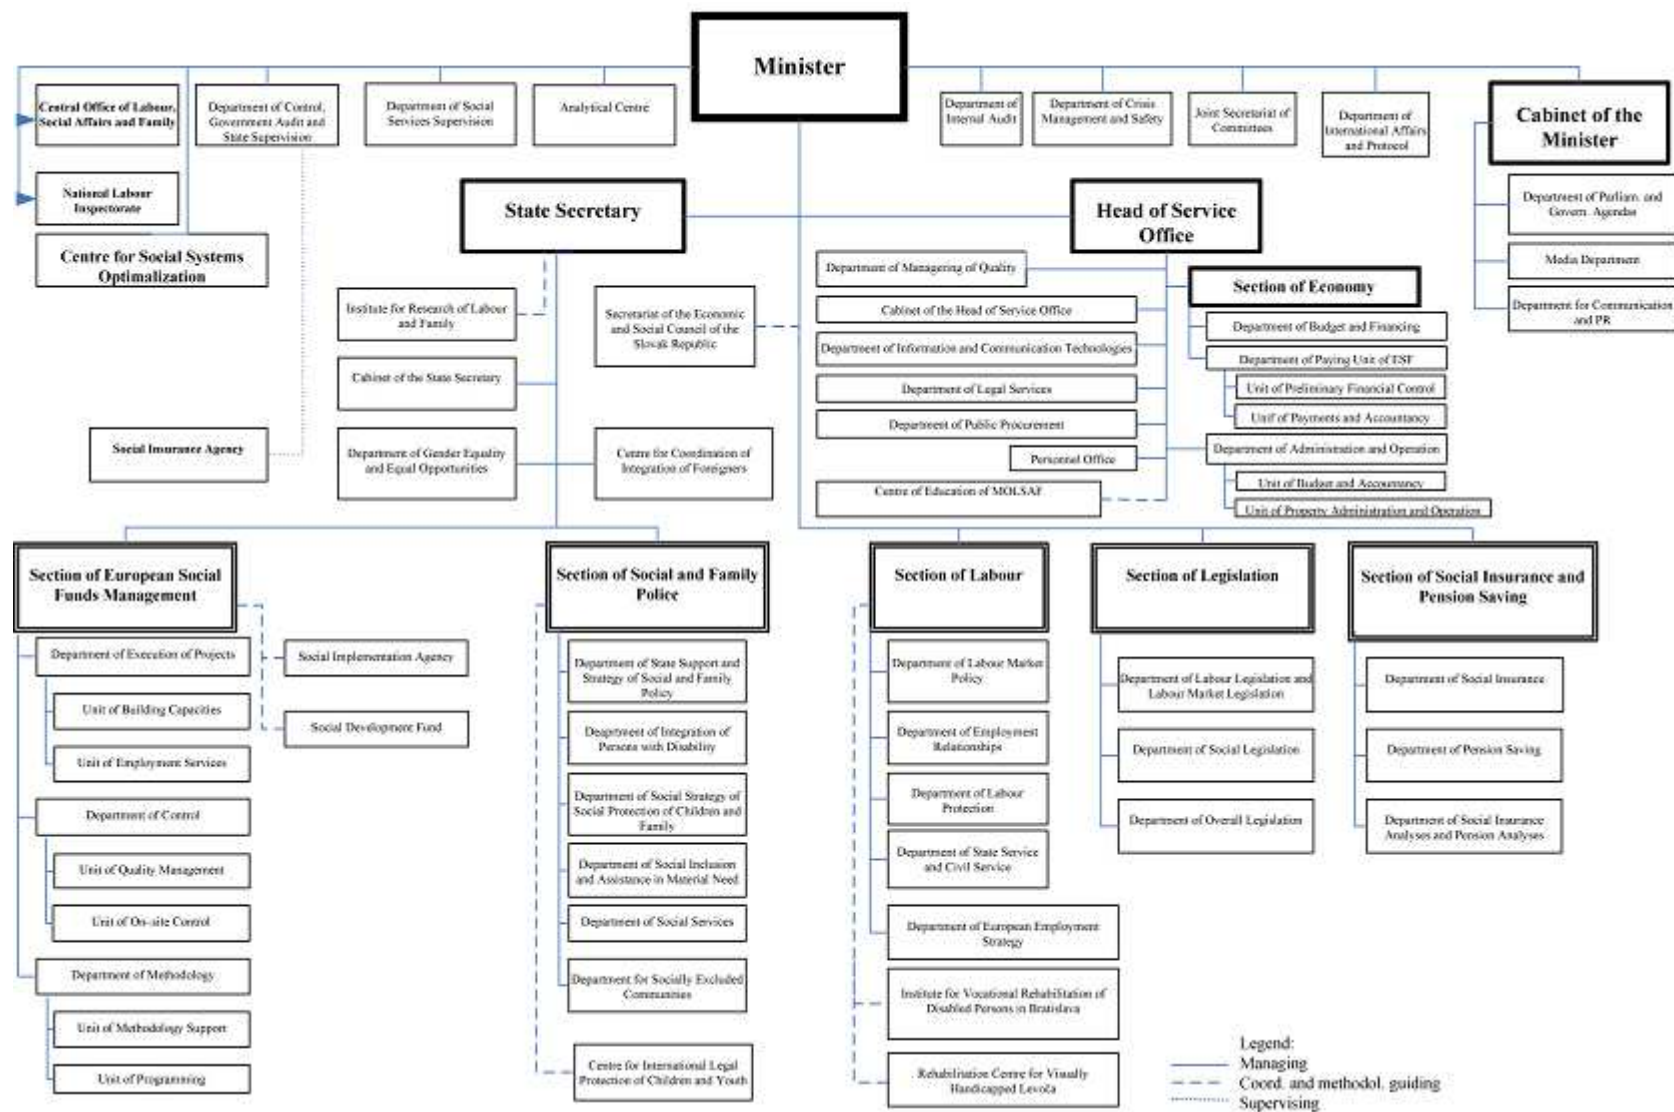 Minister
Central Office of Labour,
Social Affairs and Family
Department of Control,
Government Audit and
State Supervision
Department of Social
Services Supervision
Analytical Centre
Department of
Internal Audit
Department of Crisis
Management and Safety
Joint Secretariat of
Committees
Department of
International Affairs
and Protocol
Cabinet of the
Minister
National Labour
Inspectorate
Centre for Social Systems
Optimalization
State Secretary
Head of Service
Office
Department of Parliam. and
Govern. Agendas
Media Department
Department for Communication
and PR
Institute for Research of Labour
and Family
Secretariat of the Economic
and Social Council of the
Slovak Republic
Cabinet of the State Secretary
Department of Gender Equality
and Equal Opportunities
Centre for Coordination of
Integration of Foreigners
Social Insurance Agency
Department of Managering of Quality
Cabinet of the Head of Service Office
Department of Information and Communication Technologies
Department of Legal Services
Department of Public Procurement
Personnel Office
Centre of Education of MOLSAF
Section of Economy
Department of Budget and Financing
Department of Paying Unit of ESF
Unit of Preliminary Financial Control
Unif of Payments and Accountancy
Department of Administration and Operation
Unit of Budget and Accountancy
Unit of Property Administration and Operation
Section of European Social
Funds Management
Department of Execution of Projects
Unit of Building Capacities
Unit of Employment Services
Department of Control
Unit of Quality Management
Unit of On-site Control
Department of Methodology
Unit of Methodology Support
Unit of Programming
Social Implementation Agency
Social Development Fund
Section of Social and Family
Police
Department of State Support and
Strategy of Social and Family
Policy
Deapartment of Integration of
Persons with Disability
Department of Social Strategy of
Social Protection of Children and
Family
Department of Social Inclusion
and Assistance in Material Need
Department of Social Services
Department for Socially Excluded
Communities
Centre for International Legal
Protection of Children and Youth
Section of Labour
Department of Labour Market
Policy
Department of Employment
Relationships
Department of Labour
Protection
Department of State Service
and Civil Service
Department of European Employment
Strategy
Institute for Vocational Rehabilitation of
Disabled Persons in Bratislava
Rehabilitation Centre for Visually
Handicapped Levoča
Section of Legislation
Department of Labour Legislation and
Labour Market Legislation
Department of Social Legislation
Department of Overall Legislation
Section of Social Insurance and
Pension Saving
Department of Social Insurance
Department of Pension Saving
Department of Social Insurance
Analyses and Pension Analyses
Legend:
Managing
Coord. and methodol. guiding
Supervising